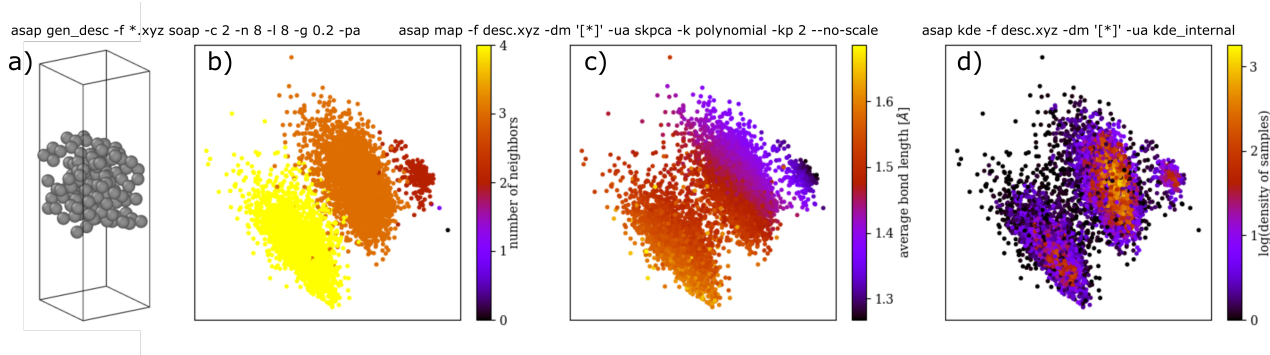 asap gen_desc -f *.xyz soap -c 2 -n 8 -l 8 -g 0.2 -pa
asap map -f desc.xyz -dm '[*]' -ua skpca -k polynomial -kp 2 --no-scale
asap kde -f desc.xyz -dm '[*]' -ua kde_internal
a)
b)
4
3
2
1
0
number of neighbors
c)
1.6
1.5
1.4
1.3
average bond length [Å]
d)
3
2
1
0
log(density of samples)